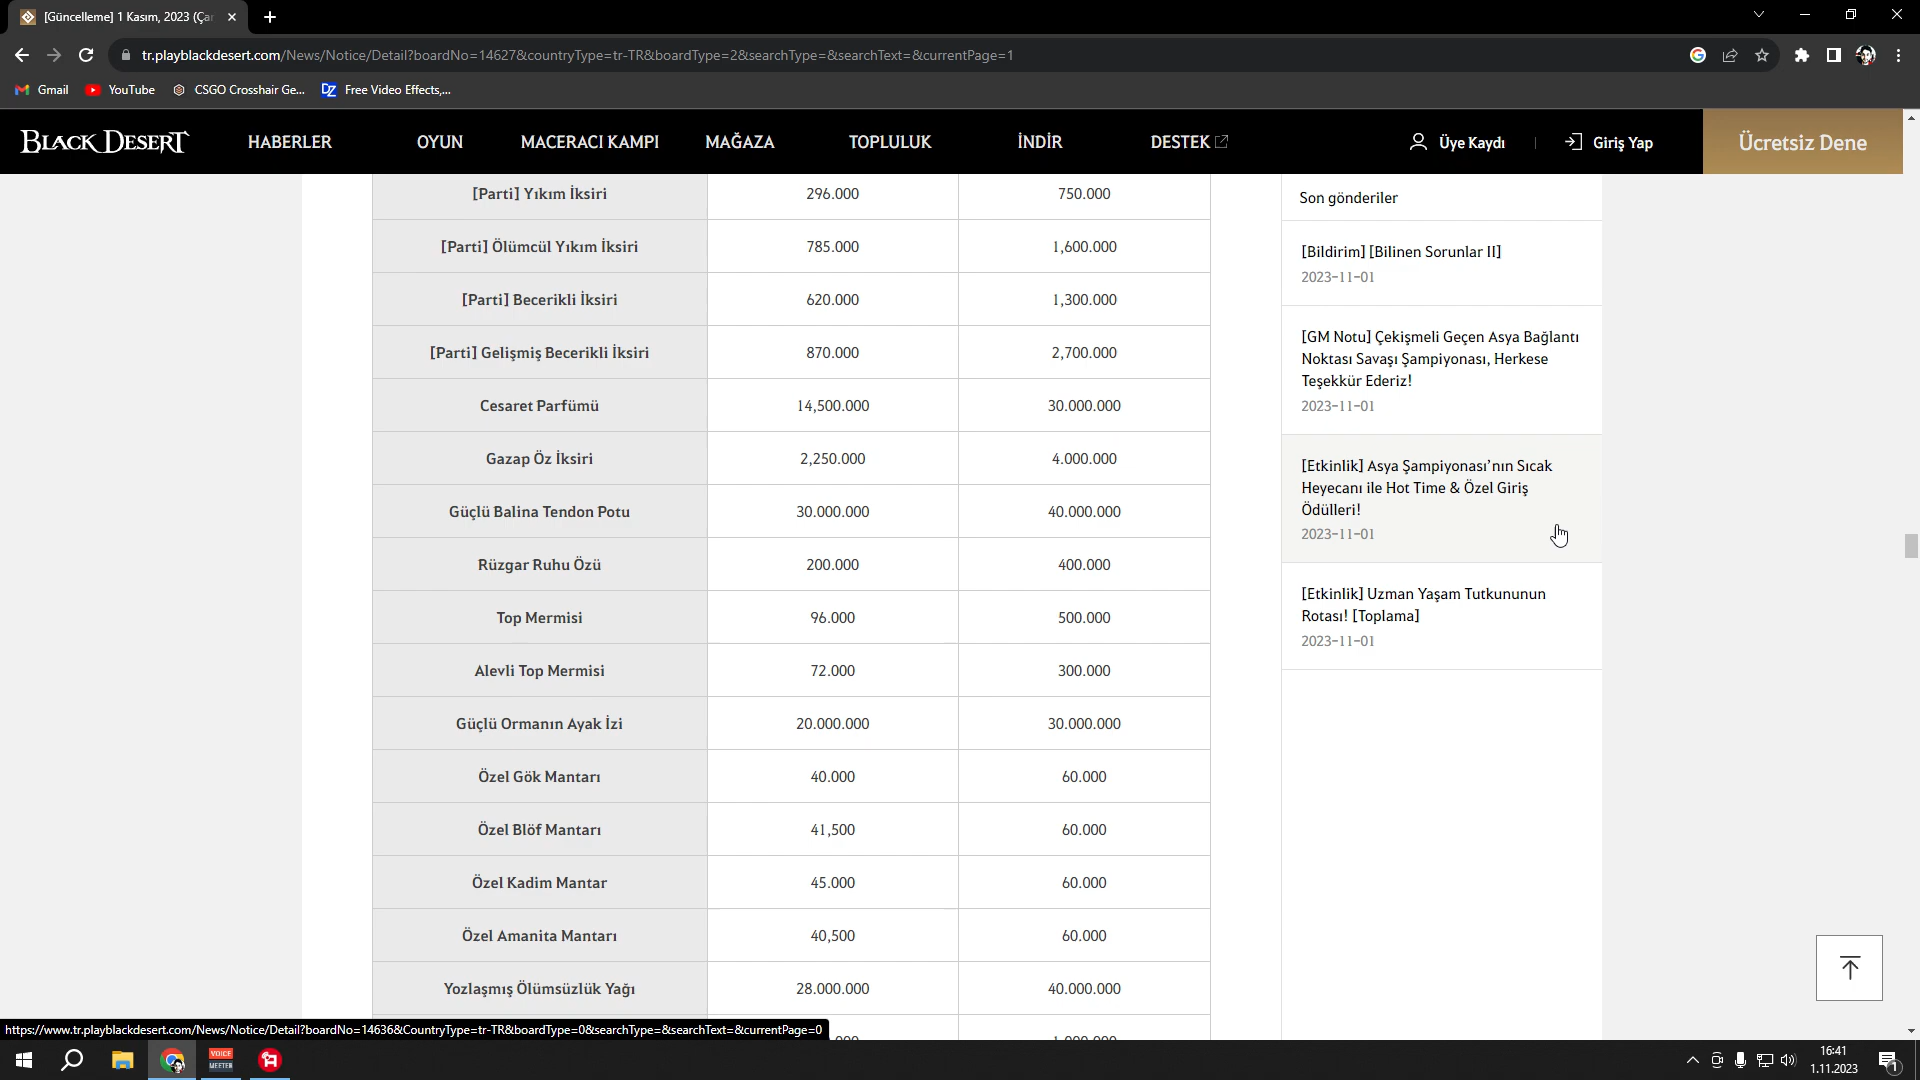 [Güncelleme] 1 Kasım, 2023 (Ça
tr.playblackdesert.com/News/Notice/Detail?boardNo=14627&countryType=tr-TR&boardType=2&searchType=&searchText=&currentPage=1
Gmail
YouTube
CSGO Crosshair Ge...
DZ
Free Video Effects,...
BLACK DESERT
HABERLER
OYUN
MACERACI KAMPI
MAĞAZA
TOPLULUK
İNDİR
DESTEK
Üye Kaydı
Giriş Yap
Ücretsiz Dene
[Parti] Yıkım İksiri 296.000 750.000
[Parti] Ölümcül Yıkım İksiri 785.000 1,600.000
[Parti] Becerikli İksiri 620.000 1,300.000
[Parti] Gelişmiş Becerikli İksiri 870.000 2,700.000
Cesaret Parfümü 14,500.000 30.000.000
Gazap Öz İksiri 2,250.000 4.000.000
Güçlü Balina Tendon Potu 30.000.000 40.000.000
Rüzgar Ruhu Özü 200.000 400.000
Top Mermisi 96.000 500.000
Alevli Top Mermisi 72.000 300.000
Güçlü Ormanın Ayak İzi 20.000.000 30.000.000
Özel Gök Mantarı 40.000 60.000
Özel Blöf Mantarı 41,500 60.000
Özel Kadim Mantar 45.000 60.000
Özel Amanita Mantarı 40,500 60.000
Yozlaşmış Ölümsüzlük Yağı 28.000.000 40.000.000
Son gönderiler
[Bildirim] [Bilinen Sorunlar II]
2023-11-01
[GM Notu] Çekişmeli Geçen Asya Bağlantı
Noktası Savaşı Şampiyonası, Herkese
Teşekkür Ederiz!
2023-11-01
[Etkinlik] Asya Şampiyonası'nın Sıcak
Heyecanı ile Hot Time & Özel Giriş
Ödülleri!
2023-11-01
[Etkinlik] Uzman Yaşam Tutkununun
Rotası! [Toplama]
2023-11-01
https://www.tr.playblackdesert.com/News/Notice/Detail?boardNo=14636&CountryType=tr-TR&boardType=0&searchType=&searchText=&currentPage=0
VOICE
MEETER
16:41
1.11.2023
1